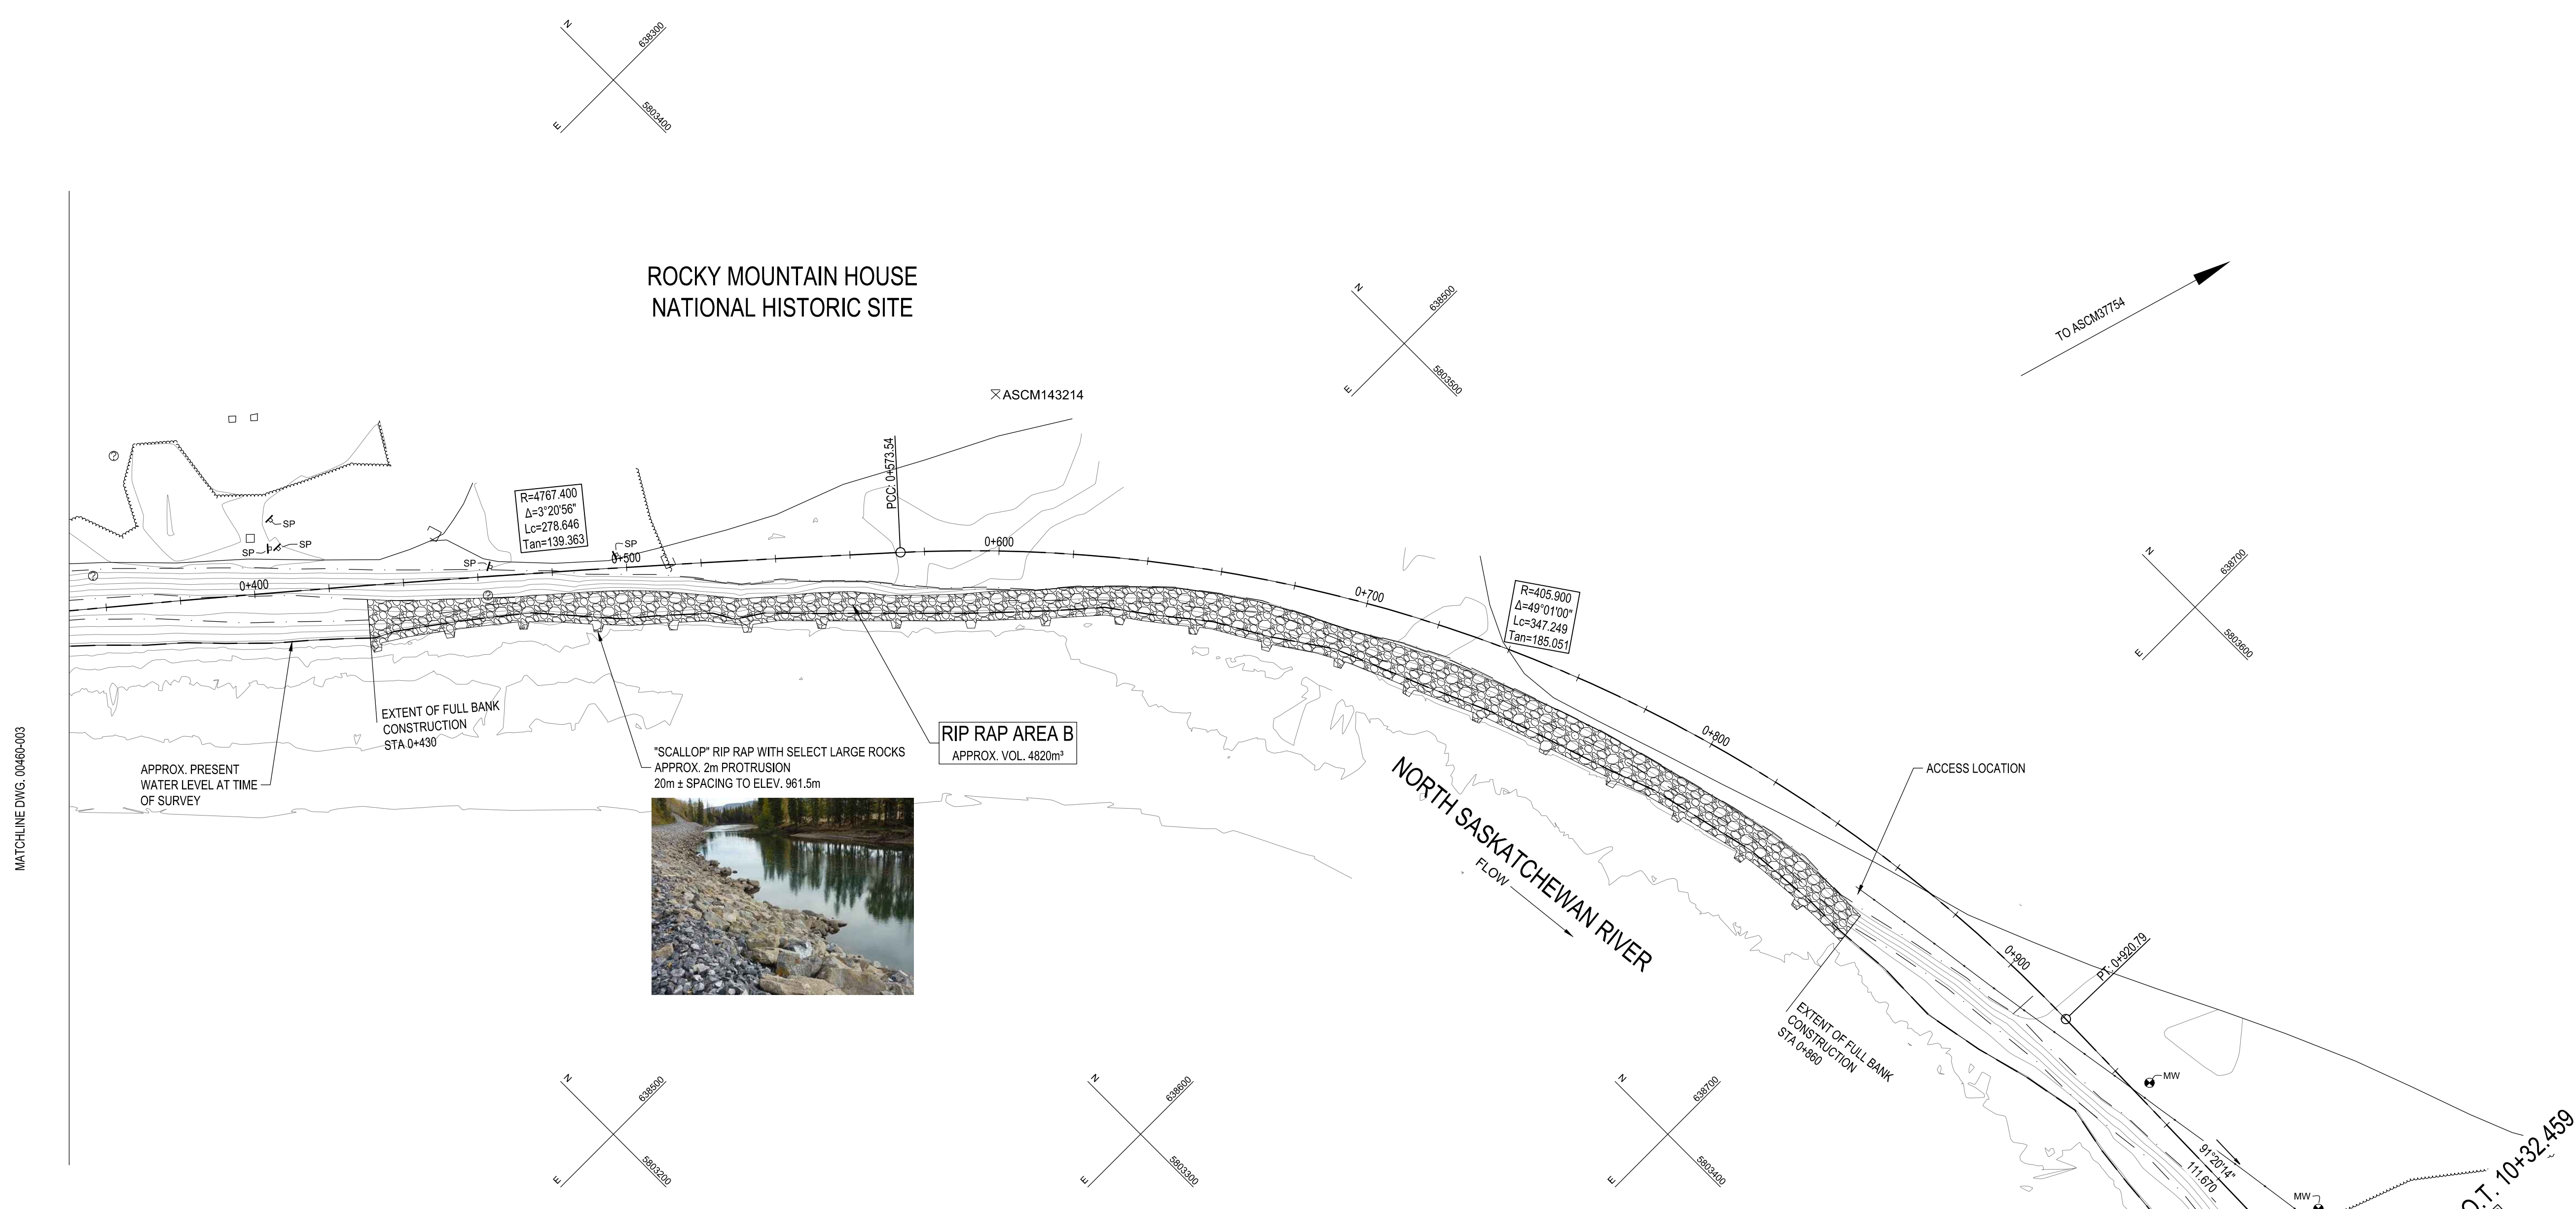 N
638300
E
5803400
ROCKY MOUNTAIN HOUSE
NATIONAL HISTORIC SITE
N
638500
E
5803500
TO ASCM37754
ASCM143214
PCC: 0+573.54
?
R=4767.400
Δ=3°20'56"
Lc=278.646
Tan=139.363
SP
SP
SP
SP
SP
?
?
0+400
0+500
0+600
0+700
0+800
0+900
R=405.900
Δ=49°01'00"
Lc=347.249
Tan=185.051
N
638700
E
5803600
MATCHLINE DWG. 00460-003
EXTENT OF FULL BANK
CONSTRUCTION
STA 0+430
APPROX. PRESENT
WATER LEVEL AT TIME
OF SURVEY
"SCALLOP" RIP RAP WITH SELECT LARGE ROCKS
APPROX. 2m PROTRUSION
20m ± SPACING TO ELEV. 961.5m
RIP RAP AREA B
APPROX. VOL. 4820m³
NORTH SASKATCHEWAN RIVER
FLOW
ACCESS LOCATION
PT: 0+920.79
EXTENT OF FULL BANK
CONSTRUCTION
STA 0+860
MW
MW
91°20'14"
111.670
O.T. 10+32.459
N
638500
E
5803200
N
638600
E
5803300
N
638700
E
5803400